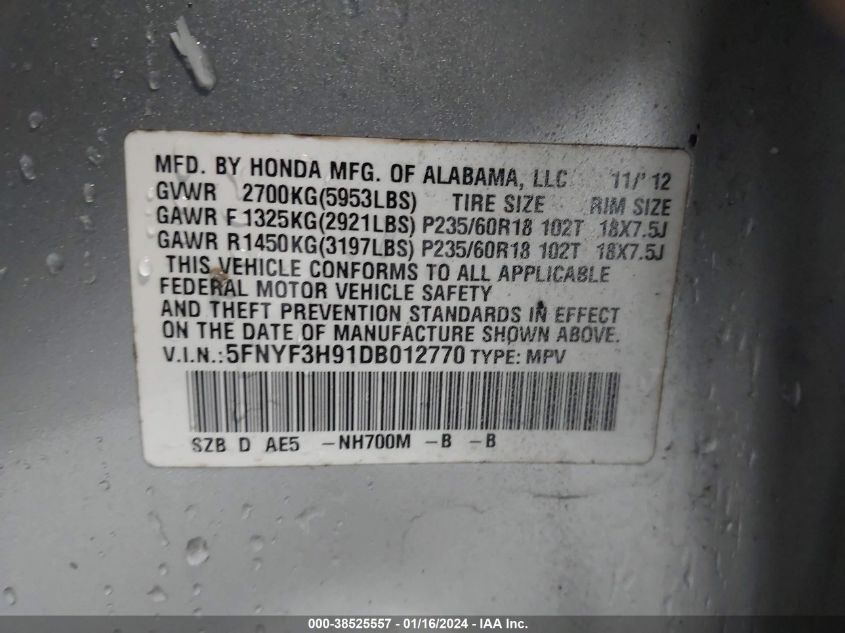 MFD. BY HONDA MFG. OF ALABAMA, LLC 11/'12
GVWR 2700KG(5953LBS) TIRE SIZE RIM SIZE
GAWR F1325KG(2921LBS) P235/60R18 102T 18X7.5J
GAWR R1450KG(3197LBS) P235/60R18 102T 18X7.5J
THIS VEHICLE CONFORMS TO ALL APPLICABLE
FEDERAL MOTOR VEHICLE SAFETY
AND THEFT PREVENTION STANDARDS IN EFFECT
ON THE DATE OF MANUFACTURE SHOWN ABOVE.
V.I.N.:5FNYF3H91DB012770 TYPE: MPV
SZB D AE5 -NH700M -B -B
000-38525557 - 01/16/2024 - IAA Inc.